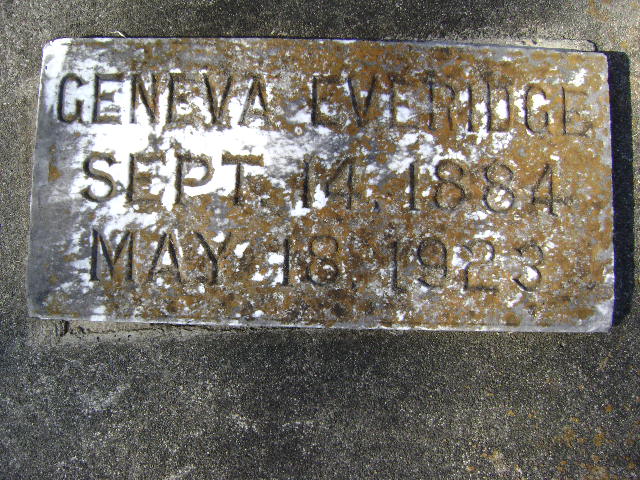 GENEVA EVERIDGE
SEPT. 14, 1884
MAY 18, 1923